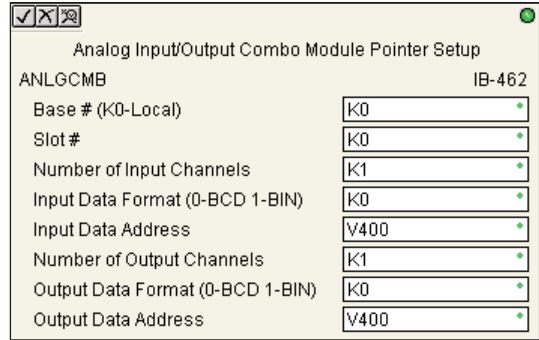 Analog Input/Output Combo Module Pointer Setup
ANLGCMB IB-462
Base # (K0-Local) K0
Slot # K0
Number of Input Channels K1
Input Data Format (0-BCD 1-BIN) K0
Input Data Address V400
Number of Output Channels K1
Output Data Format (0-BCD 1-BIN) K0
Output Data Address V400